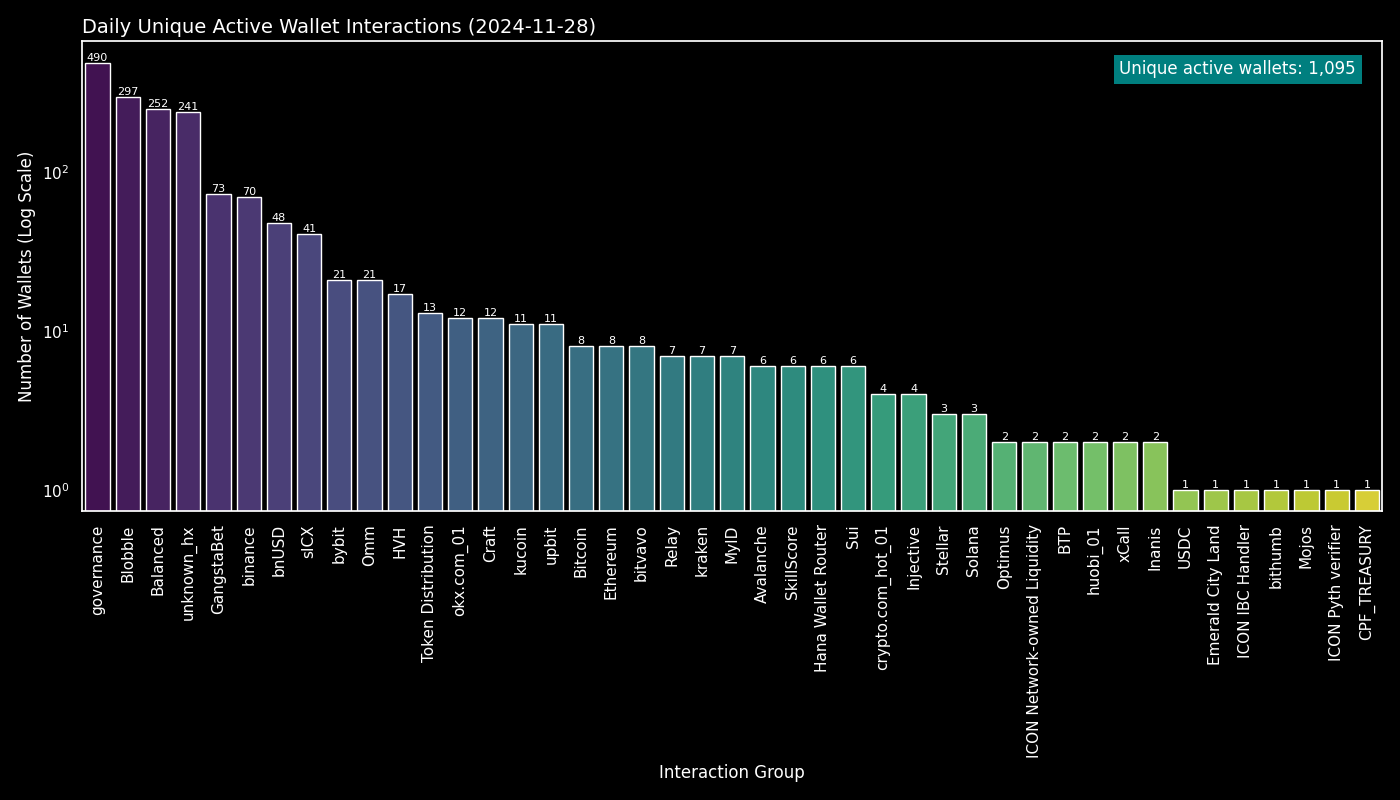 Daily Unique Active Wallet Interactions (2024-11-28)
Unique active wallets: 1,095
Number of Wallets (Log Scale)
10²
10¹
10⁰
490
297
252
241
73
70
48
41
21
21
17
13
12
12
11
11
8
8
8
7
7
7
6
6
6
6
4
4
3
3
2
2
2
2
2
2
1
1
1
1
1
1
1
governance
Blobble
Balanced
unknown_hx
GangstaBet
binance
bnUSD
sICX
bybit
Omm
HVH
Token Distribution
okx.com_01
Craft
kucoin
upbit
Bitcoin
Ethereum
bitvavo
Relay
kraken
MyID
Avalanche
SkillScore
Hana Wallet Router
Sui
crypto.com_hot_01
Injective
Stellar
Solana
Optimus
ICON Network-owned Liquidity
BTP
huobi_01
xCall
Inanis
USDC
Emerald City Land
ICON IBC Handler
bithumb
Mojos
ICON Pyth verifier
CPF_TREASURY
Interaction Group